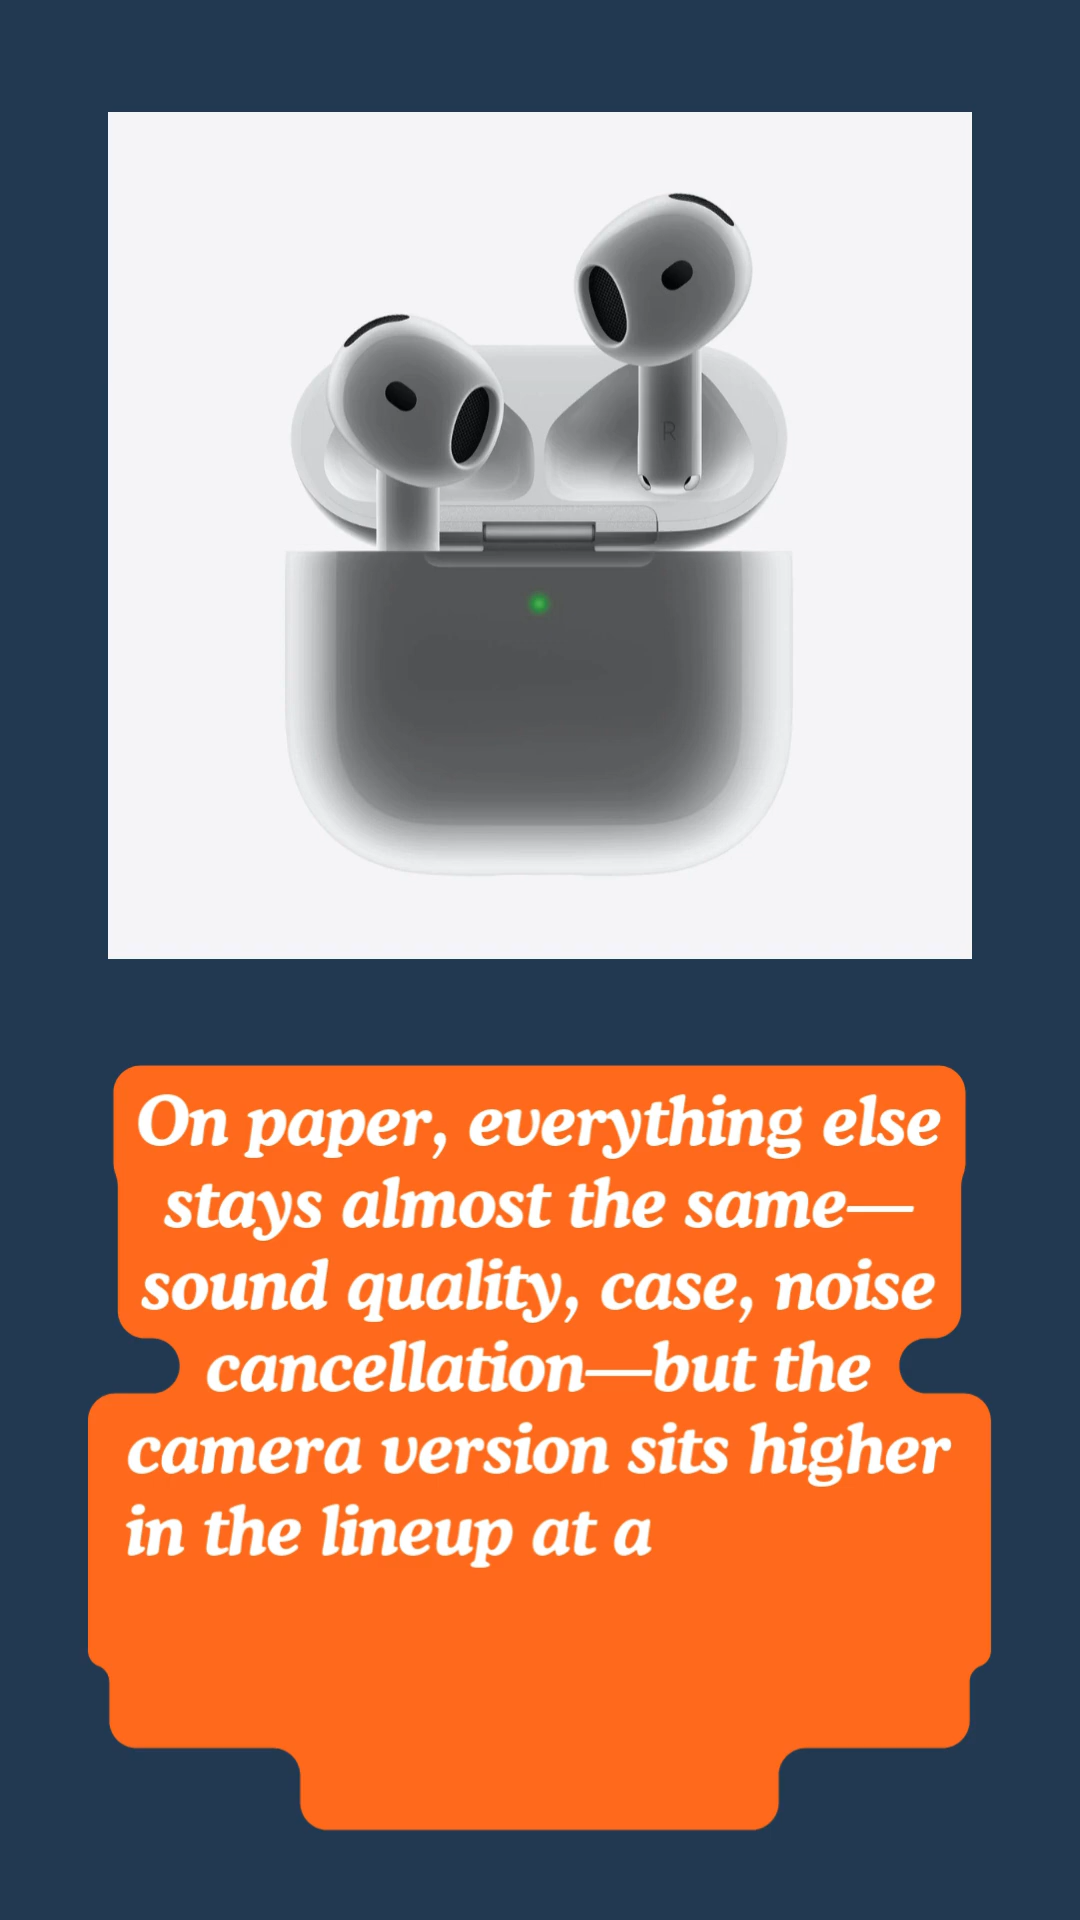 R
On paper, everything else
stays almost the same—
sound quality, case, noise
cancellation—but the
camera version sits higher
in the lineup at a